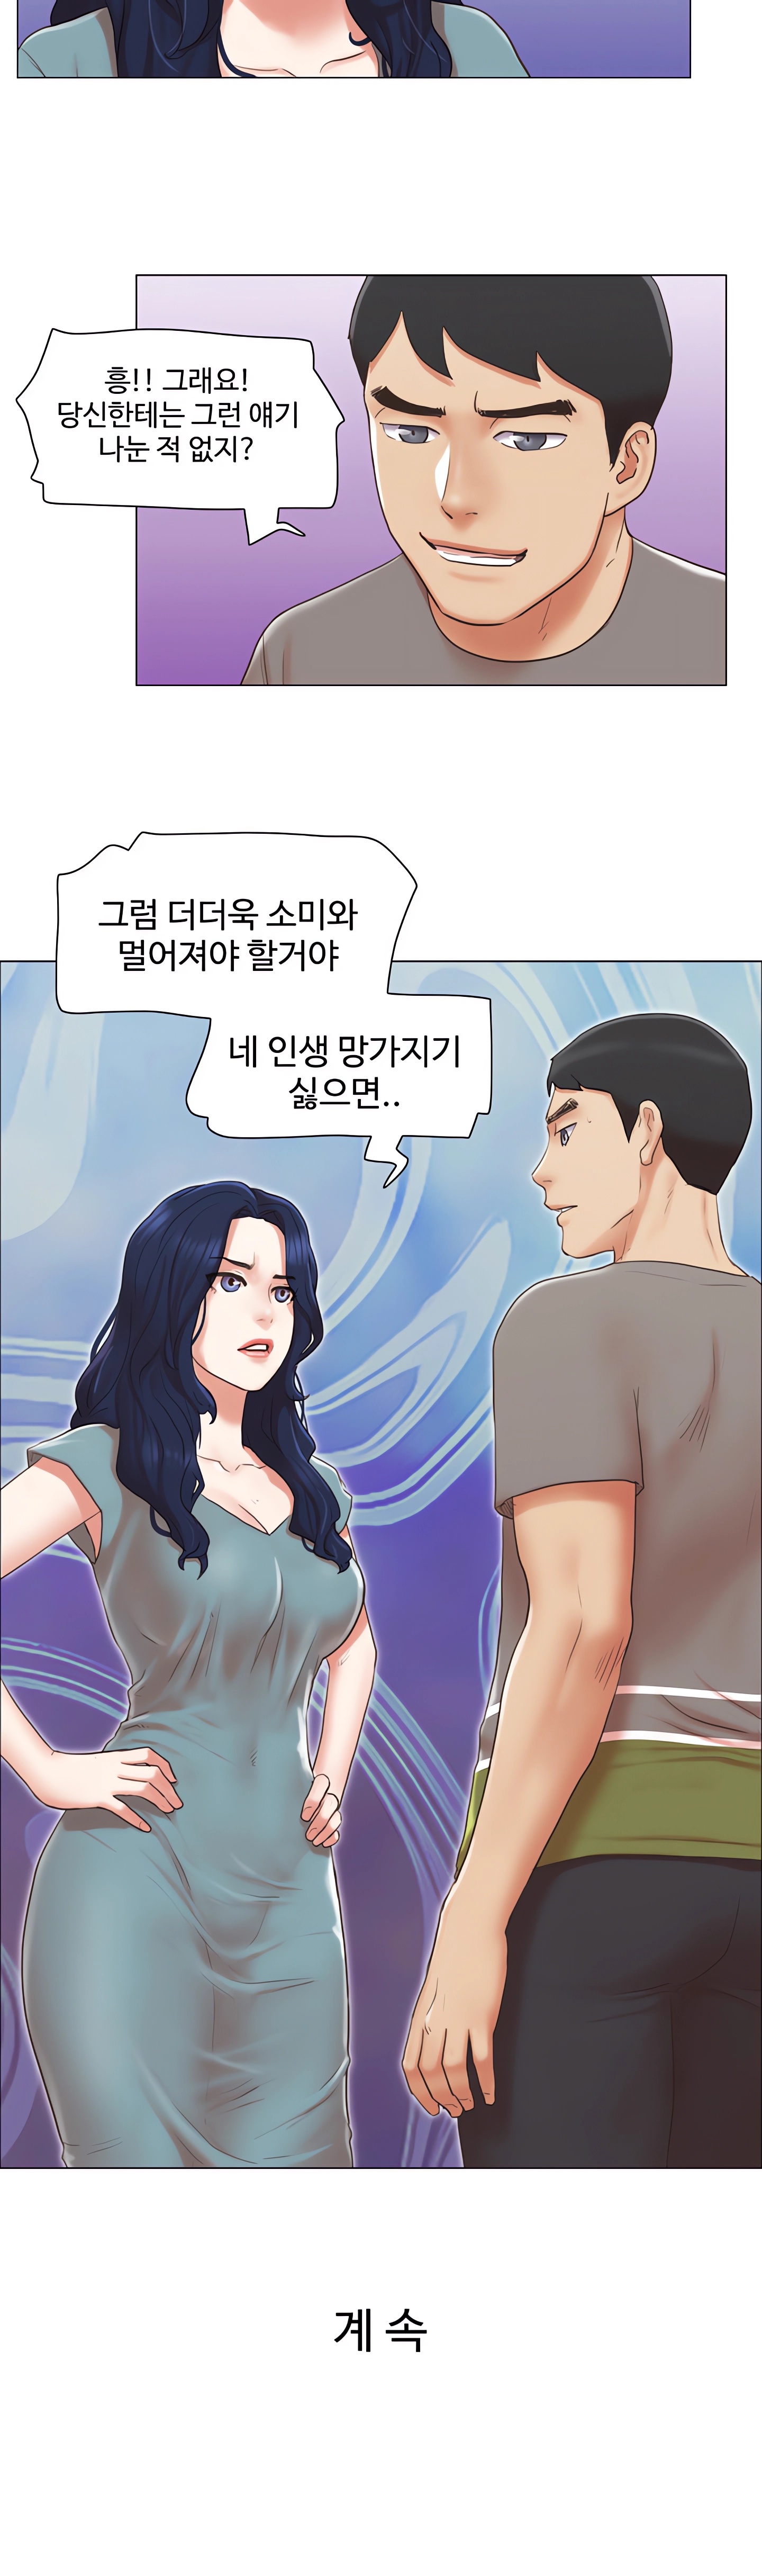 흥!! 그래요!
당신한테는 그런 얘기
나눈 적 없지?
그럼 더더욱 소미와
멀어져야 할거야
네 인생 망가지기
싫으면..
계속